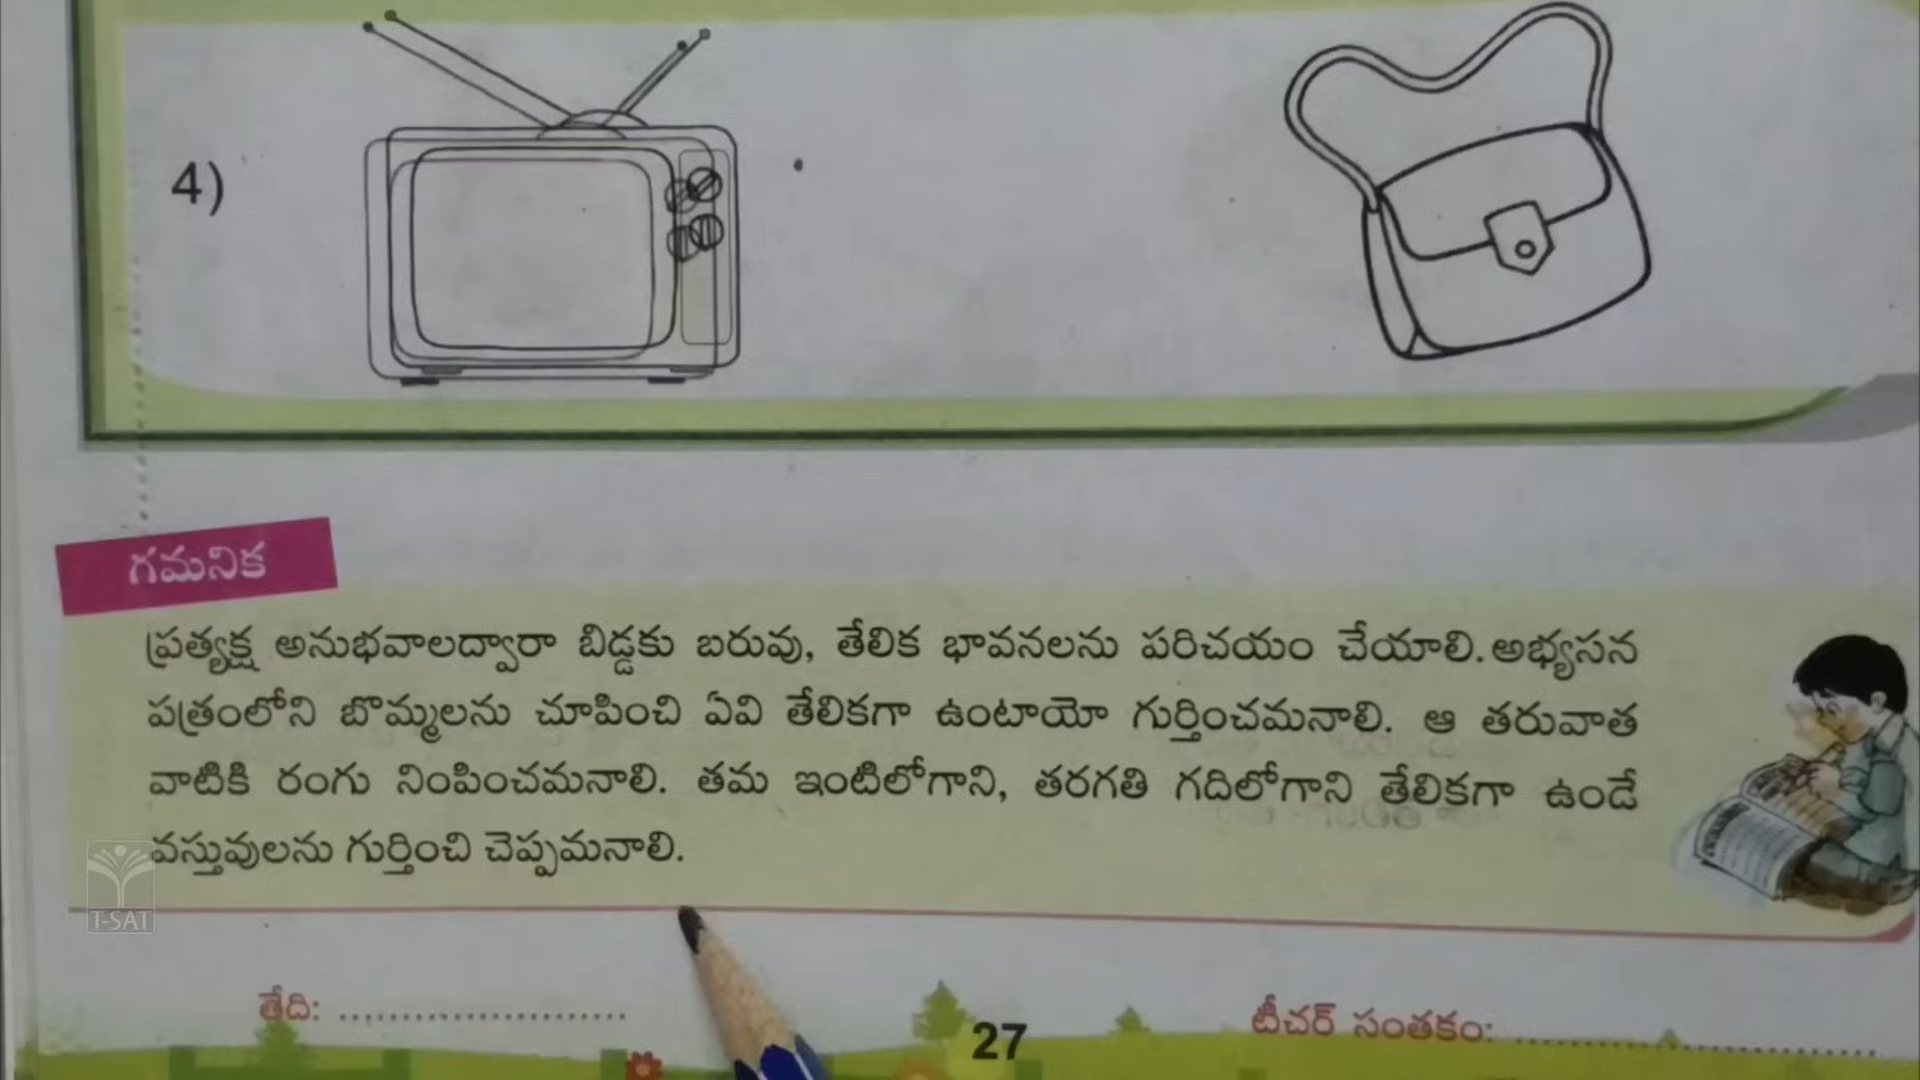 4)
గమనిక
ప్రత్యక్ష అనుభవాలద్వారా బిడ్డకు బరువు, తేలిక భావనలను పరిచయం చేయాలి. అభ్యసన
పత్రంలోని బొమ్మలను చూపించి ఏవి తేలికగా ఉంటాయో గుర్తించమనాలి. ఆ తరువాత
వాటికి రంగు నింపించమనాలి. తమ ఇంటిలోగాని, తరగతి గదిలోగాని తేలికగా ఉండే
వస్తువులను గుర్తించి చెప్పమనాలి.
T-SAT
తేది: ........................
27
టీచర్ సంతకం: ..............................